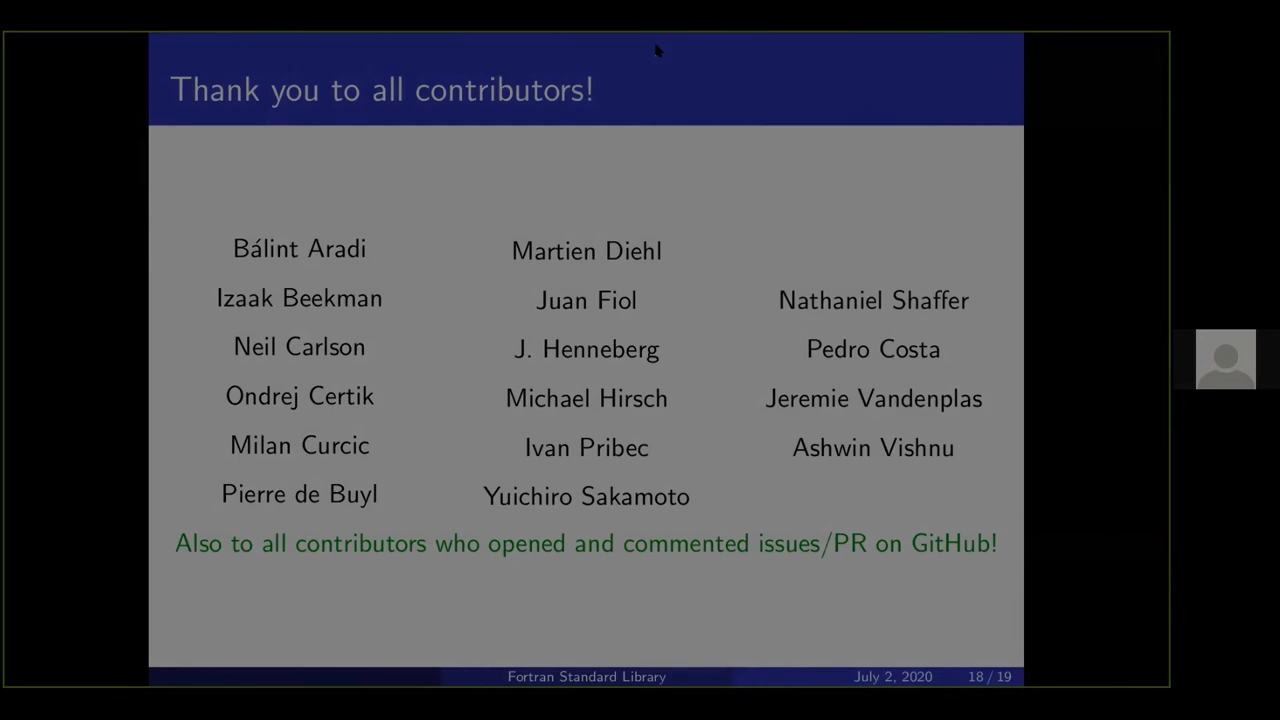 Thank you to all contributors!
Bálint Aradi
Izaak Beekman
Neil Carlson
Ondrej Certik
Milan Curcic
Pierre de Buyl
Martien Diehl
Juan Fiol
J. Henneberg
Michael Hirsch
Ivan Pribec
Yuichiro Sakamoto
Nathaniel Shaffer
Pedro Costa
Jeremie Vandenplas
Ashwin Vishnu
Also to all contributors who opened and commented issues/PR on GitHub!
Fortran Standard Library July 2, 2020 18 / 19